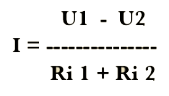 U1 - U2
I = ---------------
Ri 1 + Ri 2